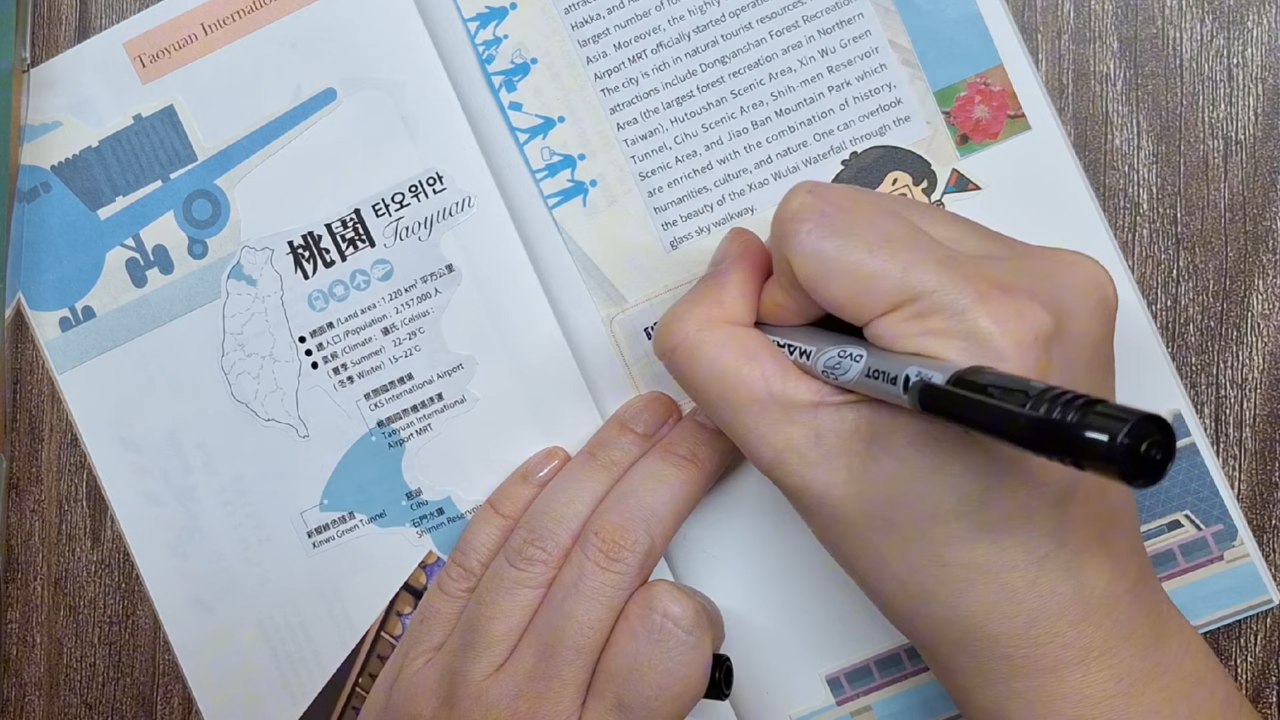 Taoyuan Internatio
桃園 타오위안
Taoyuan
● 總面積 /Land area : 1,220 km² 平方公里
● 總人口 /Population : 2,157,000 人
● 氣候 /Climate : 攝氏 /Celsius :
(夏季 Summer) 22~29℃
(冬季 Winter) 15~22℃
桃園國際機場
CKS International Airport
桃園國際機場捷運
Taoyuan International
Airport MRT
慈湖
Cihu
石門水庫
Shimen Reservoir
新屋綠色隧道
Xinwu Green Tunnel
Hakka, and
largest number of fo
Asia. Moreover, the highly
Airport MRT officially started operatio
The city is rich in natural tourist resources.
attractions include Dongyanshan Forest Recreation
Area (the largest forest recreation area in Northern
Taiwan), Hutoushan Scenic Area, Xin Wu Green
Tunnel, Cihu Scenic Area, Shih-men Reservoir
Scenic Area, and Jiao Ban Mountain Park which
are enriched with the combination of history,
humanities, culture, and nature. One can overlook
the beauty of the Xiao Wulai Waterfall through the
glass sky walkway.
MAR
DVD
PILOT